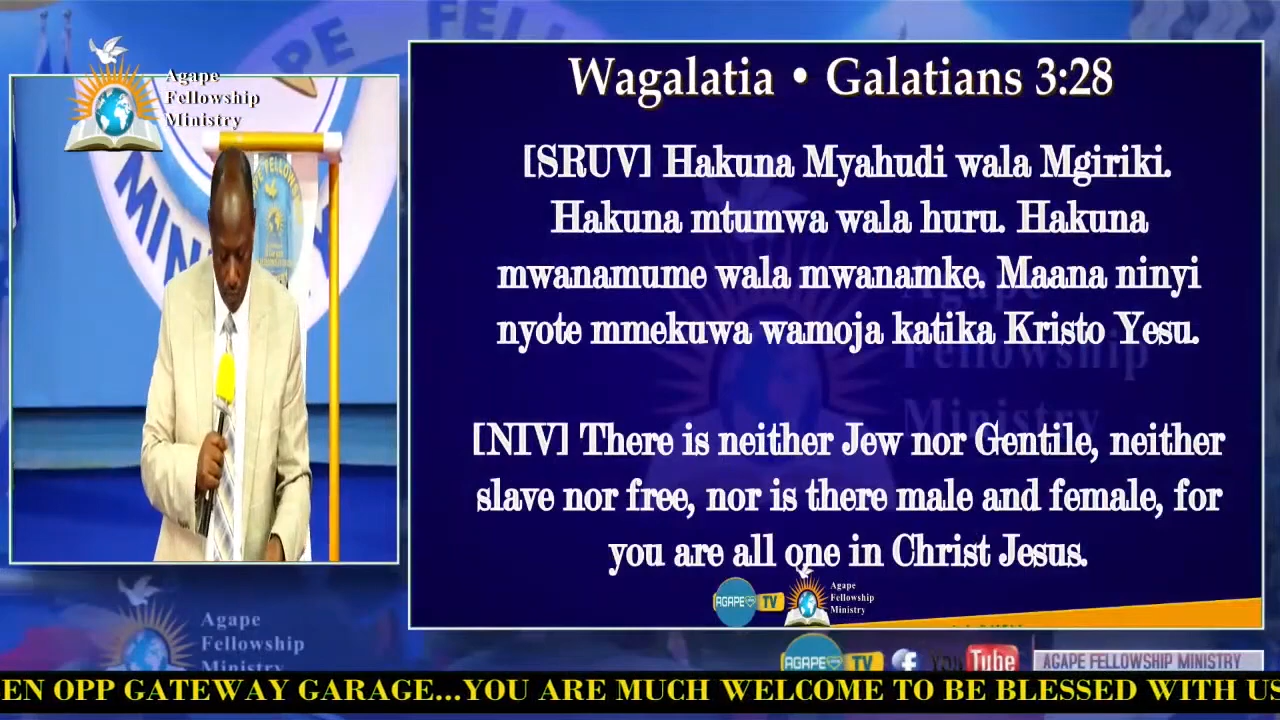 Agape
Fellowship
Ministry
Wagalatia • Galatians 3:28
[SRUV] Hakuna Myahudi wala Mgiriki.
Hakuna mtumwa wala huru. Hakuna
mwanamume wala mwanamke. Maana ninyi
nyote mmekuwa wamoja katika Kristo Yesu.
[NIV] There is neither Jew nor Gentile, neither
slave nor free, nor is there male and female, for
you are all one in Christ Jesus.
AGAPE TV
Agape
Fellowship
Ministry
Agape
Fellowship
Ministry
AGAPE TV
f
You Tube
AGAPE FELLOWSHIP MINISTRY
EN OPP GATEWAY GARAGE...YOU ARE MUCH WELCOME TO BE BLESSED WITH US